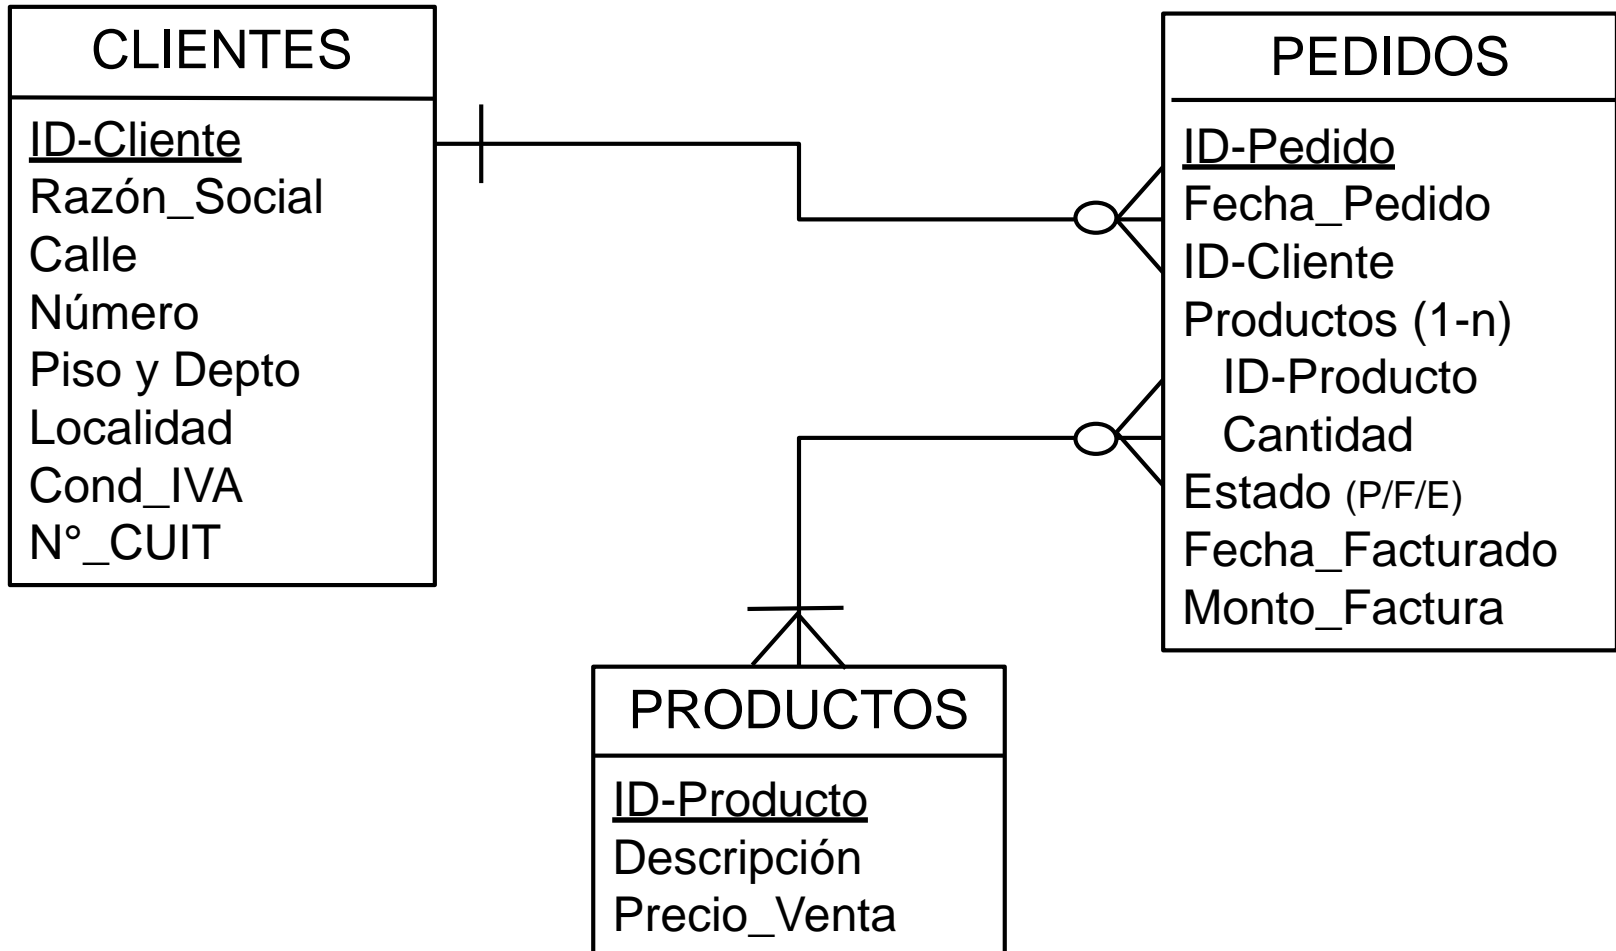 CLIENTES
ID-Cliente
Razón_Social
Calle
Número
Piso y Depto
Localidad
Cond_IVA
N°_CUIT
PEDIDOS
ID-Pedido
Fecha_Pedido
ID-Cliente
Productos (1-n)
ID-Producto
Cantidad
Estado (P/F/E)
Fecha_Facturado
Monto_Factura
PRODUCTOS
ID-Producto
Descripción
Precio_Venta